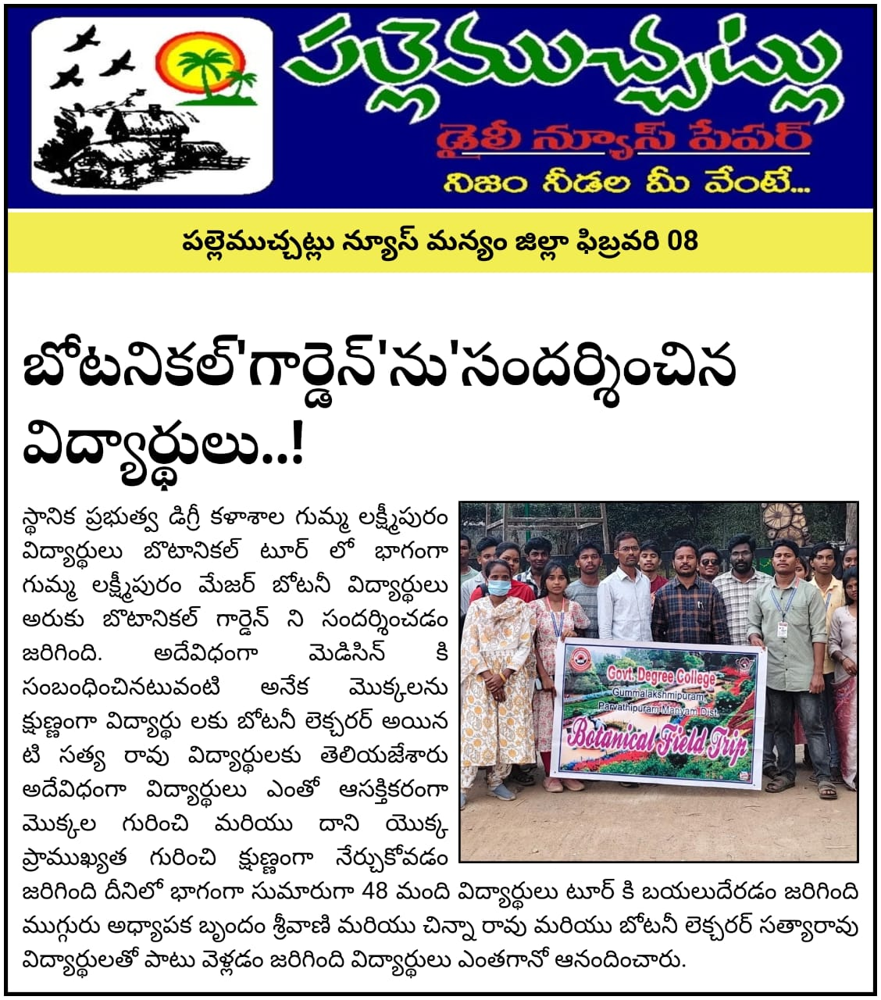 పల్లెముచ్చట్లు
డైలీ న్యూస్ పేపర్
నిజం నీడల మీ వేంటే...
పల్లెముచ్చట్లు న్యూస్ మన్యం జిల్లా ఫిబ్రవరి 08
బోటనికల్'గార్డెన్'ను'సందర్శించిన
విద్యార్థులు..!
స్థానిక ప్రభుత్వ డిగ్రీ కళాశాల గుమ్మ లక్ష్మీపురం
విద్యార్థులు బొటానికల్ టూర్ లో భాగంగా
గుమ్మ లక్ష్మీపురం మేజర్ బోటనీ విద్యార్థులు
అరుకు బొటానికల్ గార్డెన్ ని సందర్శించడం
జరిగింది. అదేవిధంగా మెడిసిన్ కి
సంబంధించినటువంటి అనేక మొక్కలను
క్షుణ్ణంగా విద్యార్థు లకు బోటనీ లెక్చరర్ అయిన
టి సత్య రావు విద్యార్థులకు తెలియజేశారు
అదేవిధంగా విద్యార్థులు ఎంతో ఆసక్తికరంగా
మొక్కల గురించి మరియు దాని యొక్క
ప్రాముఖ్యత గురించి క్షుణ్ణంగా నేర్చుకోవడం
జరిగింది దీనిలో భాగంగా సుమారుగా 48 మంది విద్యార్థులు టూర్ కి బయలుదేరడం జరిగింది
ముగ్గురు అధ్యాపక బృందం శ్రీవాణి మరియు చిన్నా రావు మరియు బోటనీ లెక్చరర్ సత్యారావు
విద్యార్థులతో పాటు వెళ్లడం జరిగింది విద్యార్థులు ఎంతగానో ఆనందించారు.
Govt. Degree College
Gummalakshmipuram,
Parvathipuram Manyam Dist.
Botanical Field Trip